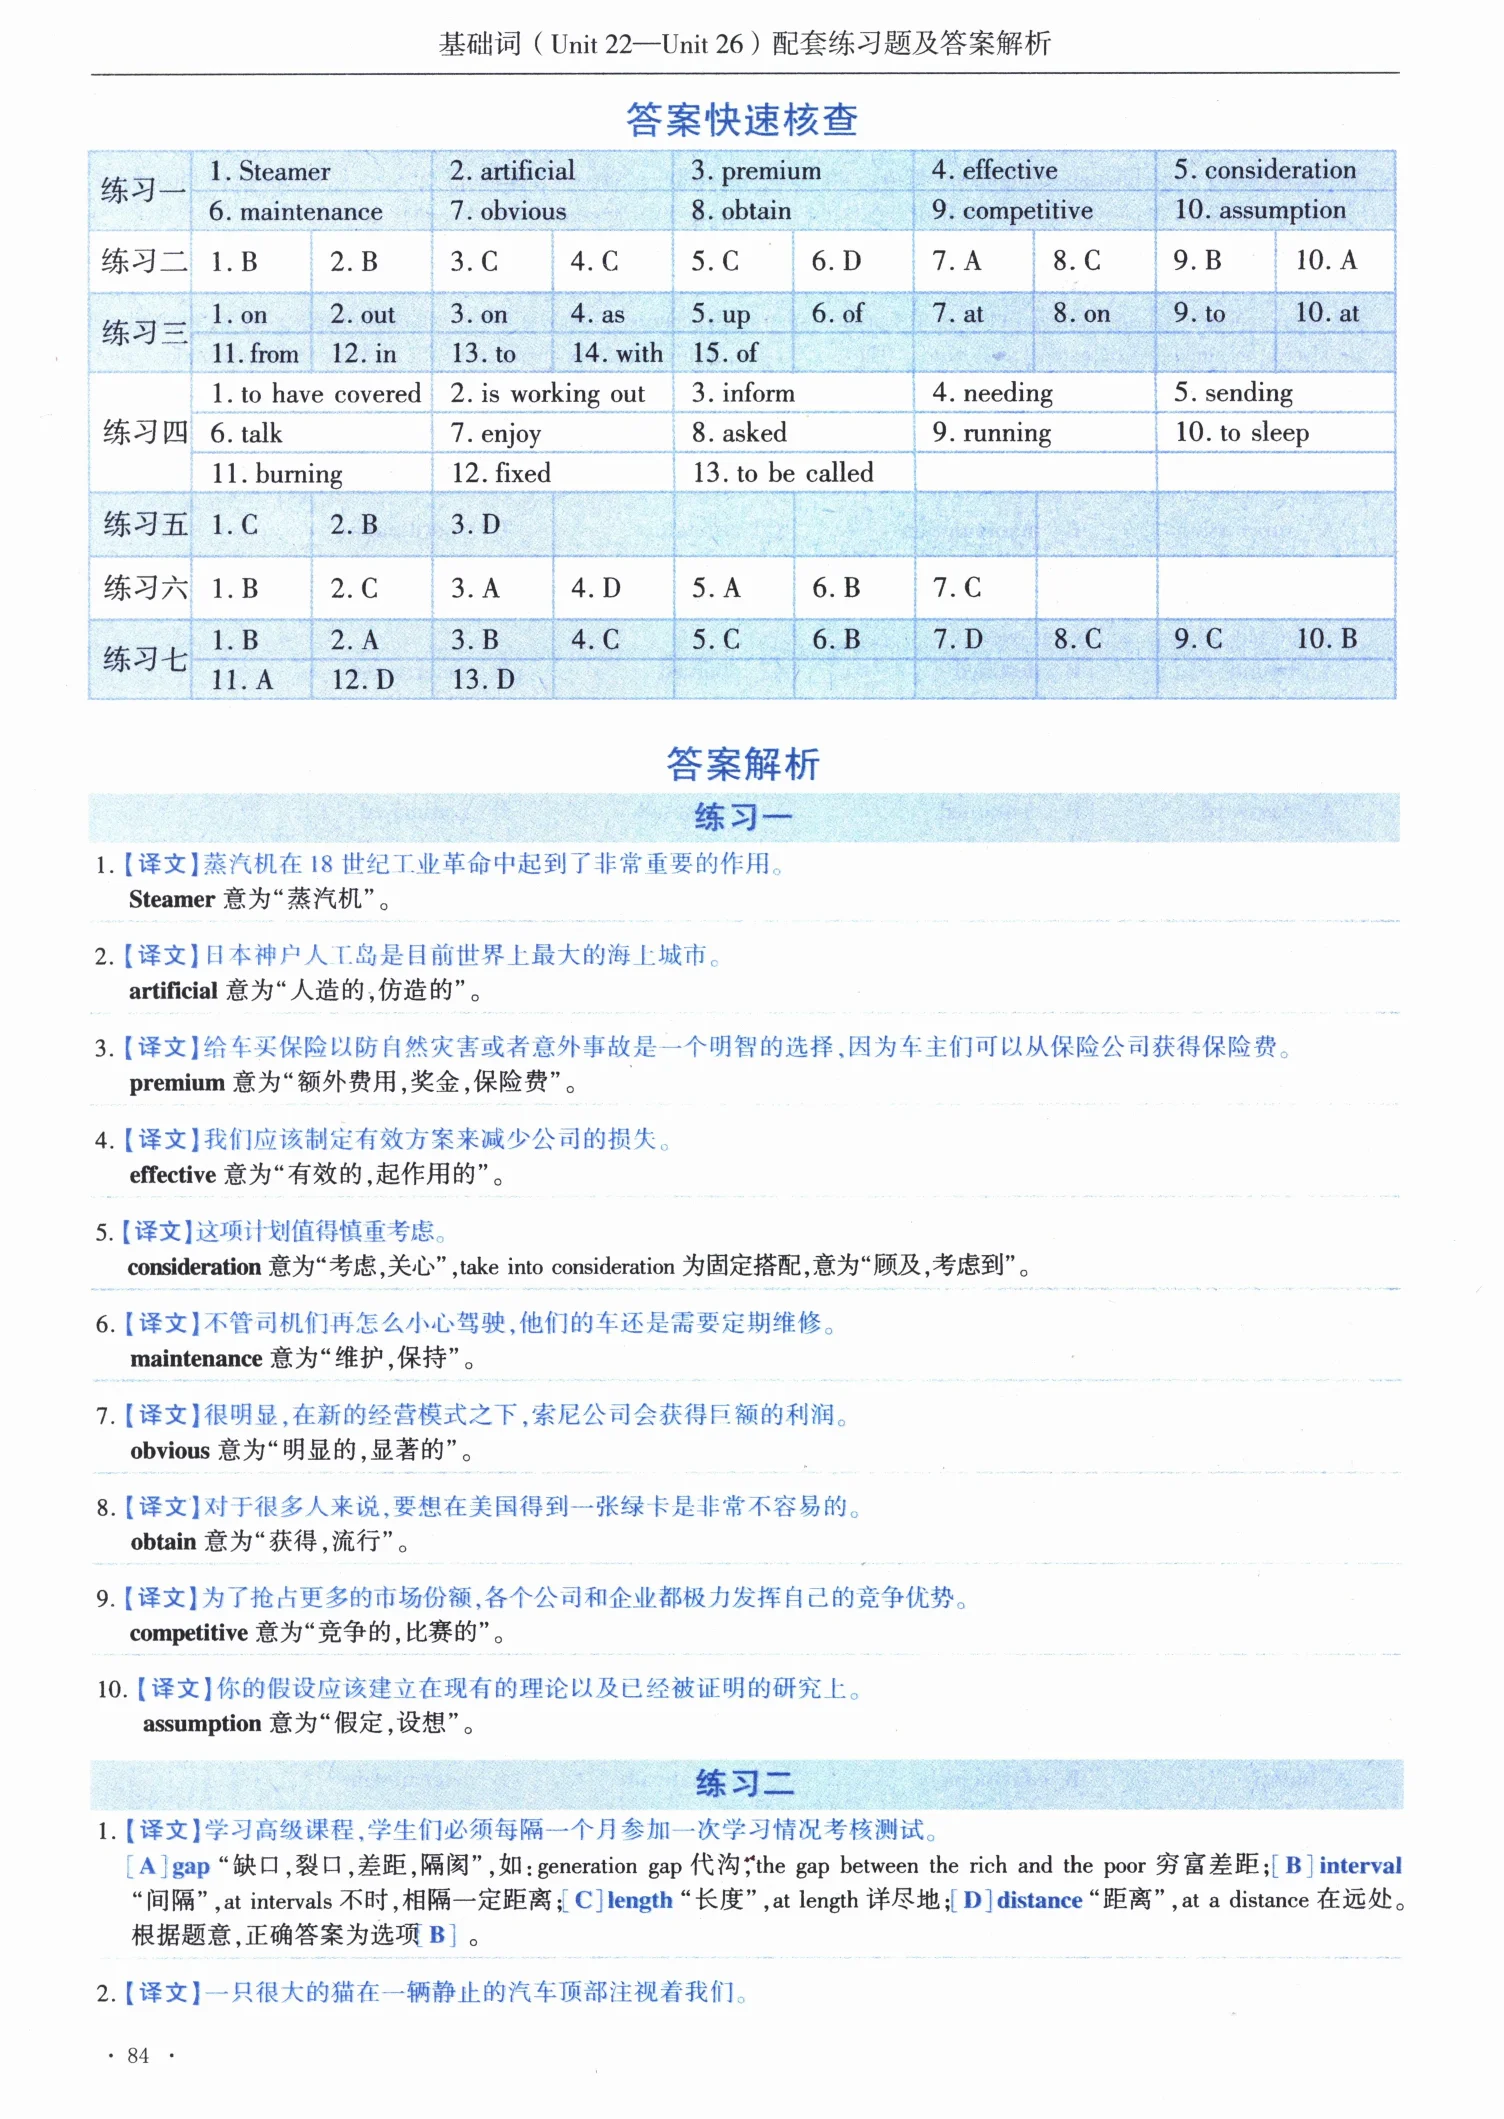 基础词（Unit 22—Unit 26）配套练习题及答案解析
答案快速核查
练习一 1. Steamer 2. artificial 3. premium 4. effective 5. consideration
6. maintenance 7. obvious 8. obtain 9. competitive 10. assumption
练习二 1. B 2. B 3. C 4. C 5. C 6. D 7. A 8. C 9. B 10. A
练习三 1. on 2. out 3. on 4. as 5. up 6. of 7. at 8. on 9. to 10. at
11. from 12. in 13. to 14. with 15. of
练习四 1. to have covered 2. is working out 3. inform 4. needing 5. sending
6. talk 7. enjoy 8. asked 9. running 10. to sleep
11. burning 12. fixed 13. to be called
练习五 1. C 2. B 3. D
练习六 1. B 2. C 3. A 4. D 5. A 6. B 7. C
练习七 1. B 2. A 3. B 4. C 5. C 6. B 7. D 8. C 9. C 10. B
11. A 12. D 13. D
答案解析
练习一
1.【译文】蒸汽机在 18 世纪工业革命中起到了非常重要的作用。
Steamer 意为“蒸汽机”。
2.【译文】日本神户人工岛是目前世界上最大的海上城市。
artificial 意为“人造的,仿造的”。
3.【译文】给车买保险以防自然灾害或者意外事故是一个明智的选择,因为车主们可以从保险公司获得保险费。
premium 意为“额外费用,奖金,保险费”。
4.【译文】我们应该制定有效方案来减少公司的损失。
effective 意为“有效的,起作用的”。
5.【译文】这项计划值得慎重考虑。
consideration 意为“考虑,关心”,take into consideration 为固定搭配,意为“顾及,考虑到”。
6.【译文】不管司机们再怎么小心驾驶,他们的车还是需要定期维修。
maintenance 意为“维护,保持”。
7.【译文】很明显,在新的经营模式之下,索尼公司会获得巨额的利润。
obvious 意为“明显的,显著的”。
8.【译文】对于很多人来说,要想在美国得到一张绿卡是非常不容易的。
obtain 意为“获得,流行”。
9.【译文】为了抢占更多的市场份额,各个公司和企业都极力发挥自己的竞争优势。
competitive 意为“竞争的,比赛的”。
10.【译文】你的假设应该建立在现有的理论以及已经被证明的研究上。
assumption 意为“假定,设想”。
练习二
1.【译文】学习高级课程,学生们必须每隔一个月参加一次学习情况考核测试。
[A]gap “缺口,裂口,差距,隔阂”,如:generation gap 代沟;the gap between the rich and the poor 穷富差距;[B]interval
“间隔”,at intervals 不时,相隔一定距离;[C]length “长度”,at length 详尽地;[D]distance “距离”,at a distance 在远处。
根据题意,正确答案为选项[B]。
2.【译文】一只很大的猫在一辆静止的汽车顶部注视着我们。
· 84 ·